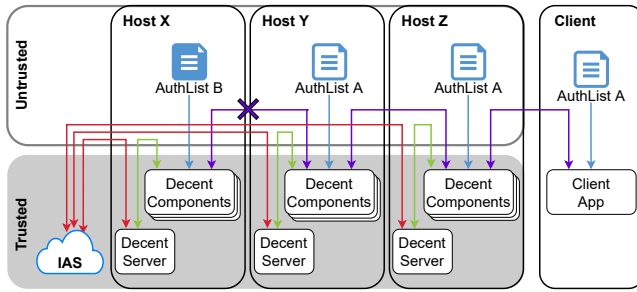 Host X
Host Y
Host Z
Client
Untrusted
AuthList B
AuthList A
AuthList A
AuthList A
Trusted
Decent
Components
Decent
Components
Decent
Components
Client
App
IAS
Decent
Server
Decent
Server
Decent
Server